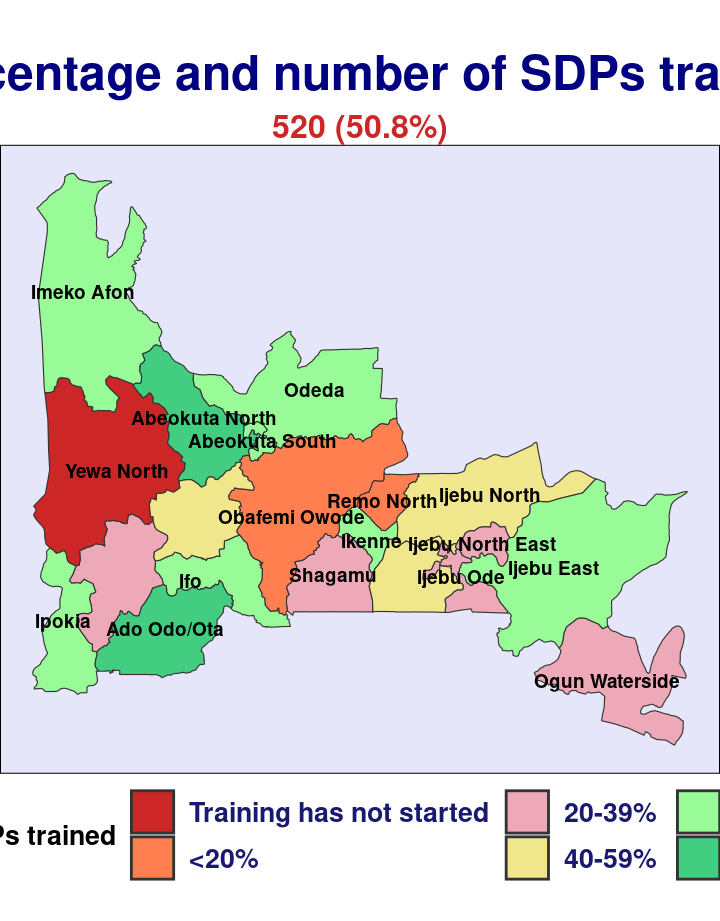 centage and number of SDPs tra
520 (50.8%)
Imeko Afon
Odeda
Abeokuta North
Abeokuta South
Yewa North
Ijebu North
Remo North
Obafemi Owode
Ikenne
Ijebu North East
Ijebu East
Shagamu
Ijebu Ode
Ifo
Ipokia
Ado Odo/Ota
Ogun Waterside
Training has not started
20-39%
Ps trained
<20%
40-59%